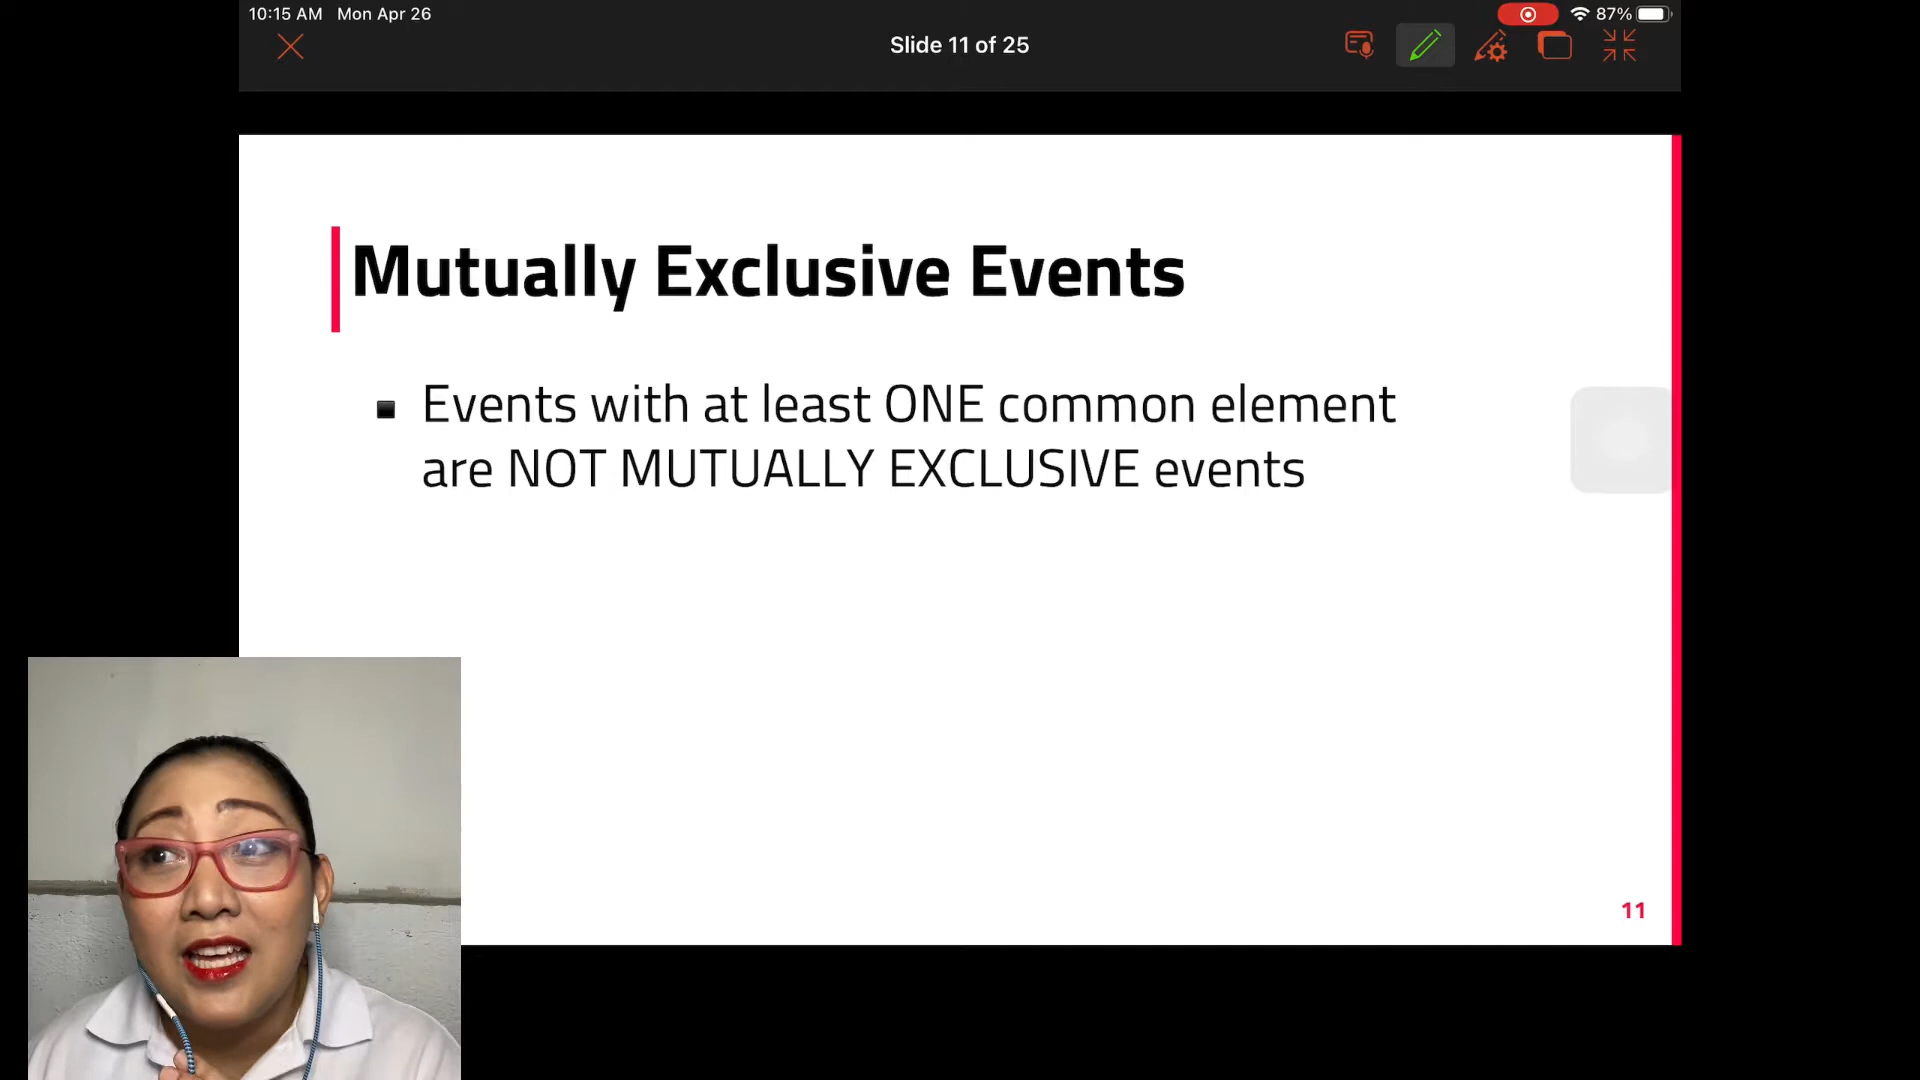 10:15 AM Mon Apr 26
87%
Slide 11 of 25
Mutually Exclusive Events
Events with at least ONE common element
are NOT MUTUALLY EXCLUSIVE events
11